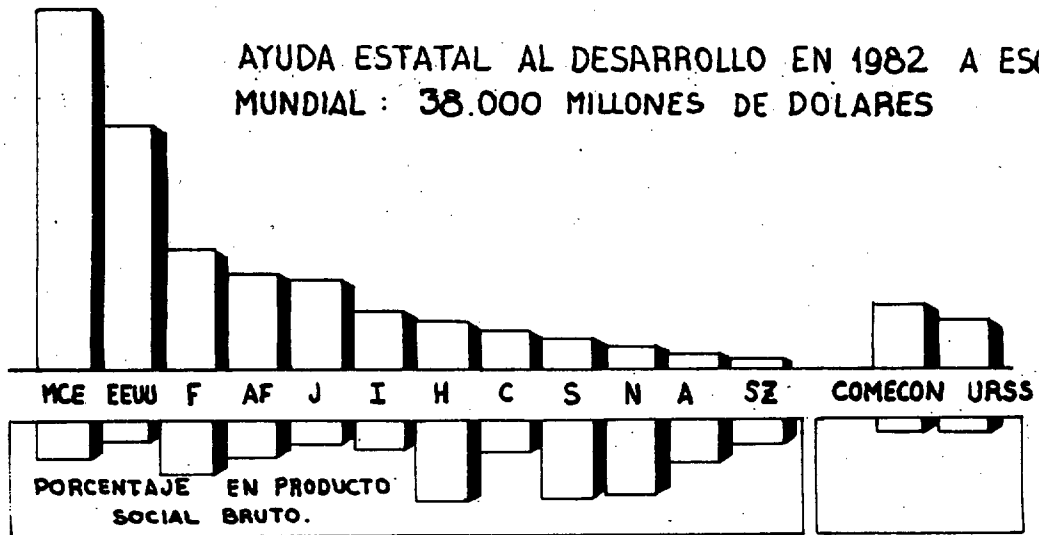 AYUDA ESTATAL AL DESARROLLO EN 1982 A
MUNDIAL: 38.000 MILLONES DE DOLARES
MCE EEUU F AF J I H C S N A SZ COMECON URSS
PORCENTAJE EN PRODUCTO
SOCIAL BRUTO.